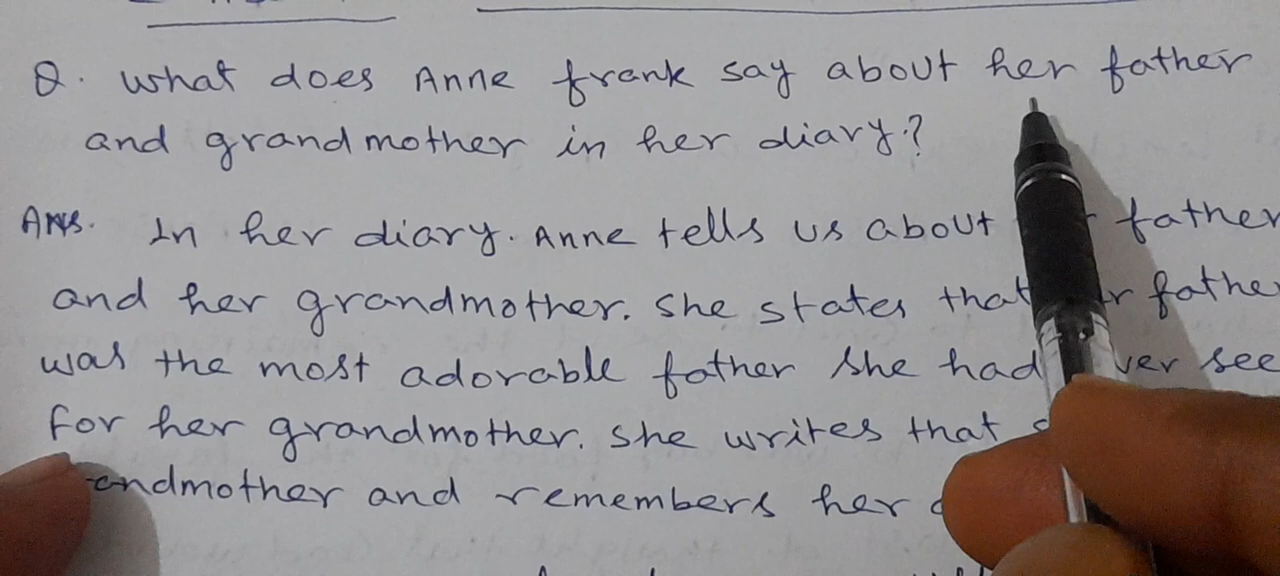 Q. What does Anne frank say about her father
and grandmother in her diary?
Ans. In her diary. Anne tells us about father
and her grandmother. She states that father
was the most adorable father she had
for her grandmother. She writes that
and remembers her